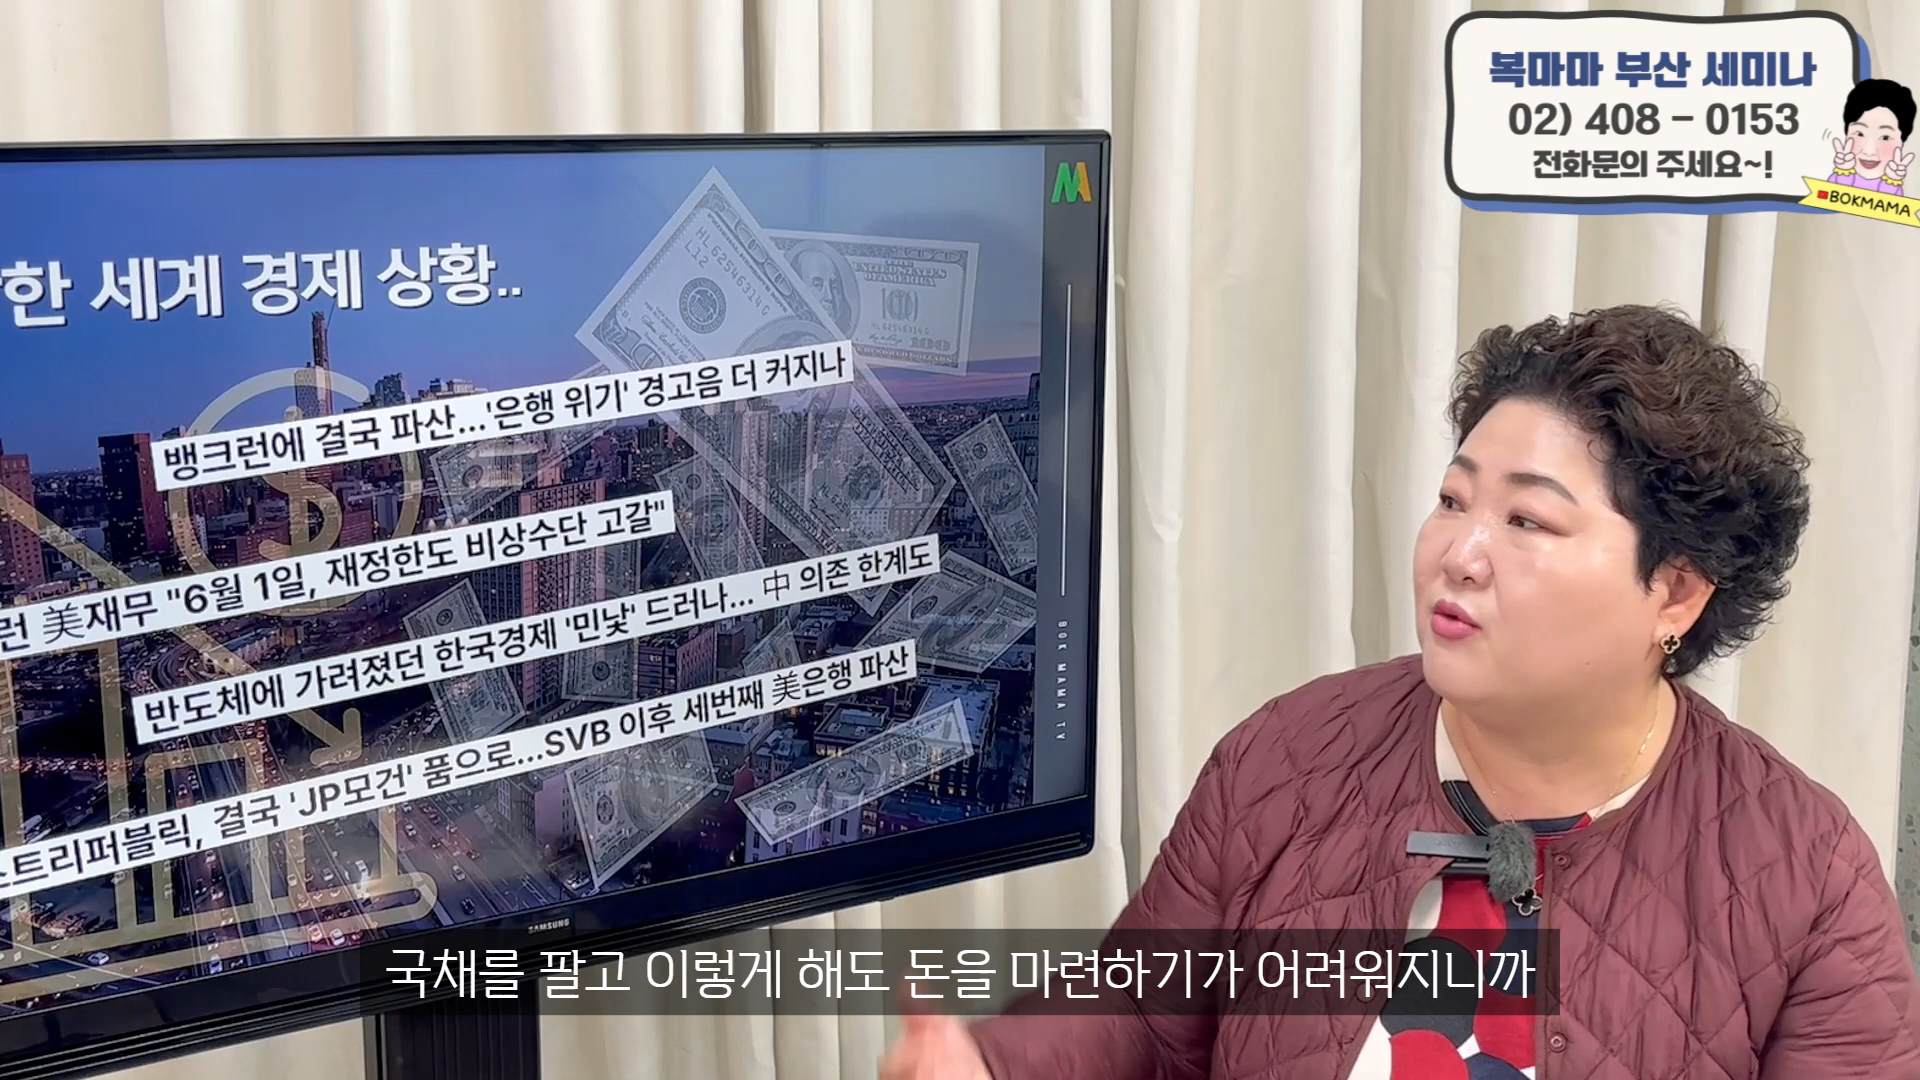 복마마 부산 세미나
02) 408 - 0153
전화문의 주세요~!
BOKMAMA
한 세계 경제 상황..
뱅크런에 결국 파산...'은행 위기' 경고음 더 커지나
런 美재무 "6월 1일, 재정한도 비상수단 고갈"
반도체에 가려졌던 한국경제 '민낯' 드러나... 中 의존 한계도
스트리퍼블릭, 결국 'JP모건' 품으로...SVB 이후 세번째 美은행 파산
BOK MAMA TV
SAMSUNG
국채를 팔고 이렇게 해도 돈을 마련하기가 어려워지니까